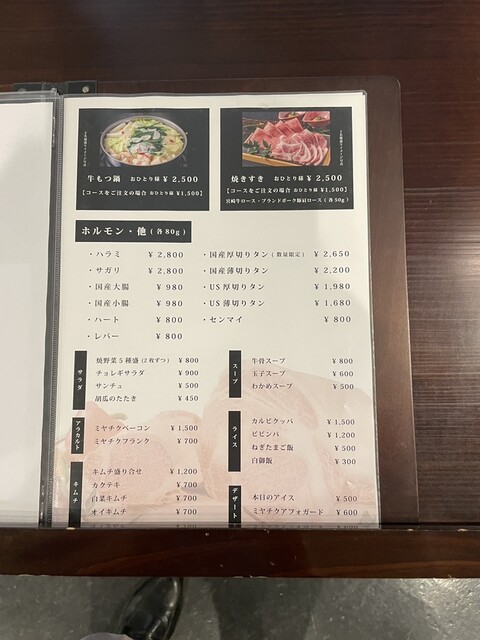 牛もつ鍋 おひとり様 ¥2,500
【コースをご注文の場合 おひとり様 ¥1,500】
焼きすき おひとり様 ¥2,500
【コースをご注文の場合 おひとり様 ¥1,500】
宮崎牛ロース・ブランドポーク豚肩ロース(各50g)
ホルモン・他(各80g)
・ハラミ ¥2,800
・サガリ ¥2,800
・国産大腸 ¥980
・国産小腸 ¥980
・ハート ¥800
・レバー ¥800
・国産厚切りタン(数量限定) ¥2,650
・国産薄切りタン ¥2,200
・US厚切りタン ¥1,980
・US薄切りタン ¥1,680
・センマイ ¥800
サラダ
焼野菜5種盛(2枚ずつ) ¥800
チョレギサラダ ¥900
サンチュ ¥500
胡瓜のたたき ¥450
アラカルト
ミヤチクベーコン ¥1,500
ミヤチクフランク ¥700
キムチ
キムチ盛り合せ ¥1,200
カクテキ ¥700
白菜キムチ ¥700
オイキムチ ¥700
スープ
牛骨スープ ¥800
玉子スープ ¥600
わかめスープ ¥500
ライス
カルビクッパ ¥1,500
ビビンバ ¥1,200
ねぎたまご飯 ¥500
白御飯 ¥300
デザート
本日のアイス ¥500
ミヤチクアフォガード ¥600